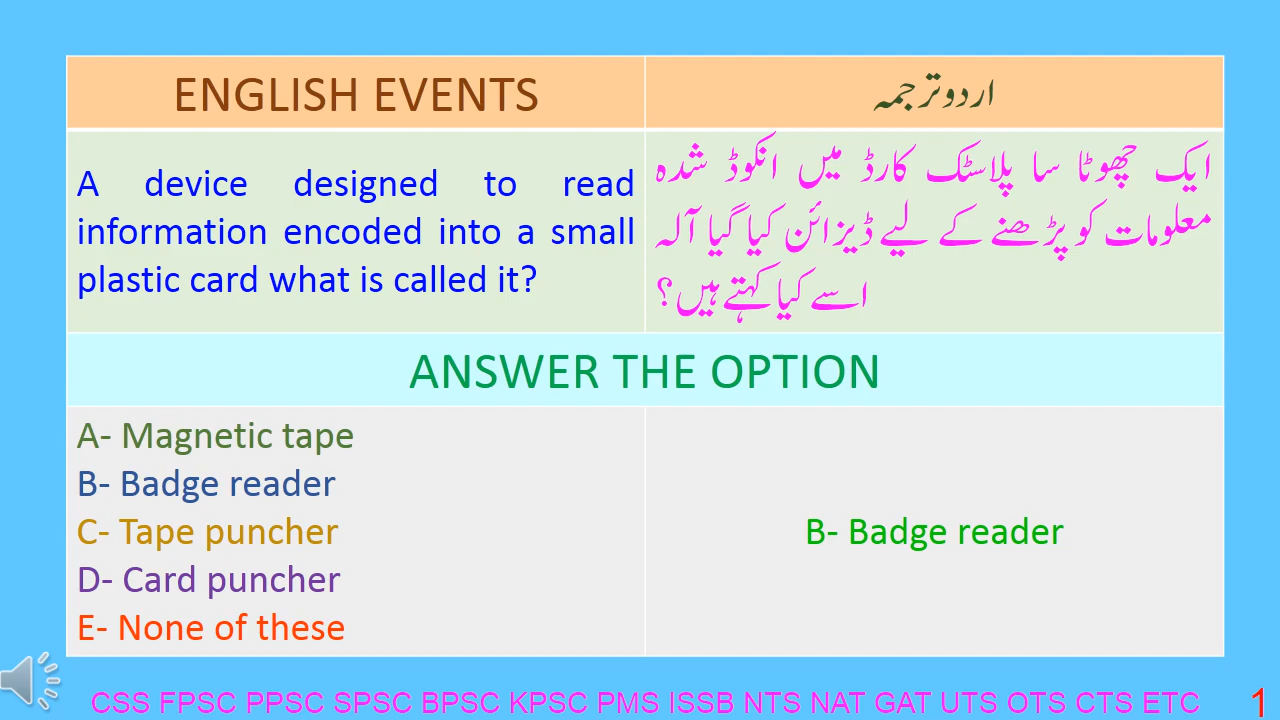 ENGLISH EVENTS
اردو ترجمہ
A device designed to read
information encoded into a small
plastic card what is called it?
ایک چھوٹا سا پلاسٹک کارڈ میں انکوڈ شدہ
معلومات کو پڑھنے کے لیے ڈیزائن کیا گیا آلہ
اسے کیا کہتے ہیں؟
ANSWER THE OPTION
A- Magnetic tape
B- Badge reader
C- Tape puncher
D- Card puncher
E- None of these
B- Badge reader
CSS FPSC PPSC SPSC BPSC KPSC PMS ISSB NTS NAT GAT UTS OTS CTS ETC
1